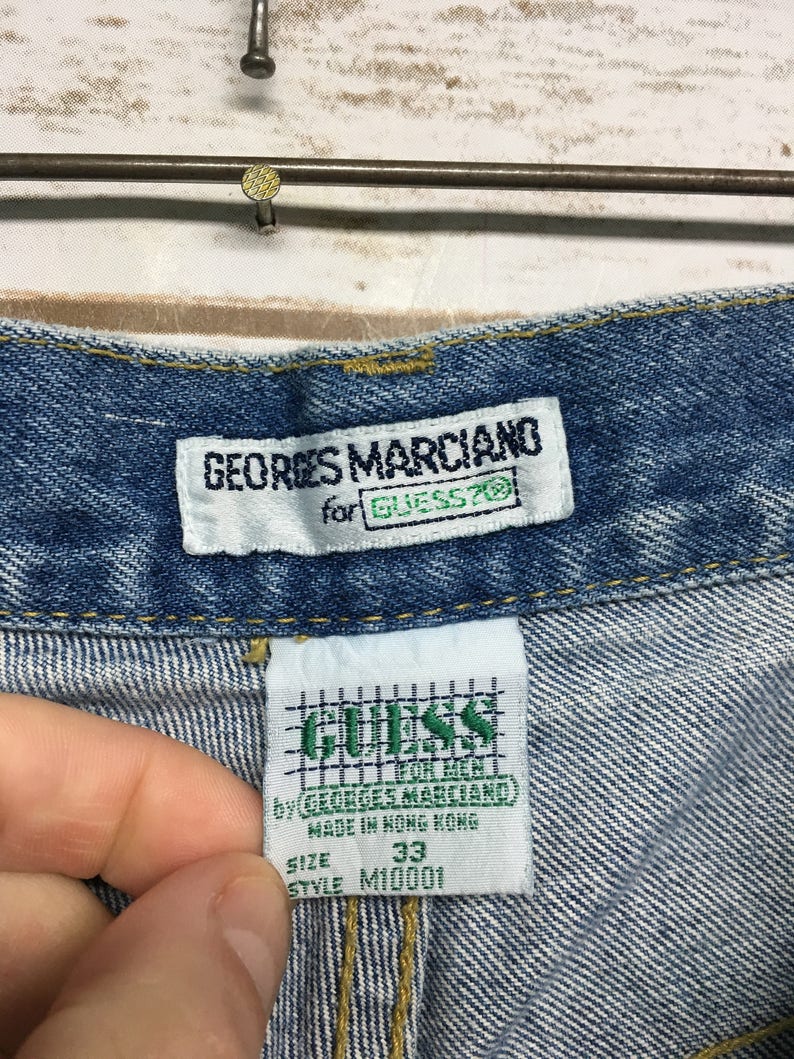 GEORGES MARCIANO
for GUESS?®
GUESS
FOR MEN
by GEORGES MARCIANO
MADE IN HONG KONG
SIZE 33
STYLE M10001